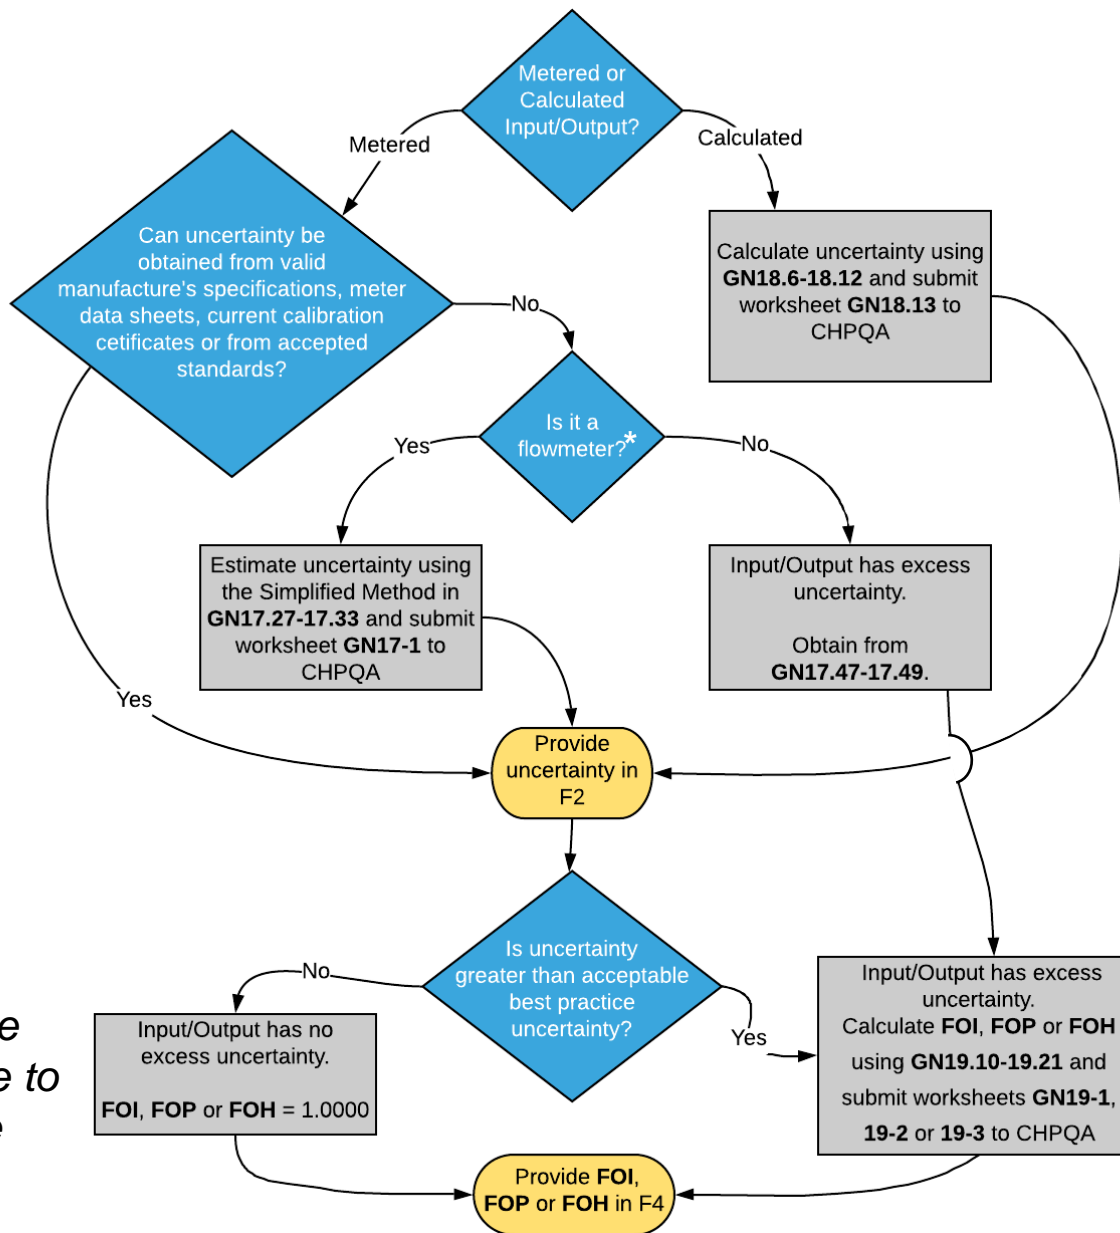 Metered or
Calculated
Input/Output?
Metered
Calculated
Can uncertainty be
obtained from valid
manufacture's specifications, meter
data sheets, current calibration
cetificates or from accepted
standards?
No
Calculate uncertainty using
GN18.6-18.12 and submit
worksheet GN18.13 to
CHPQA
Is it a
flowmeter?*
Yes
No
Estimate uncertainty using
the Simplified Method in
GN17.27-17.33 and submit
worksheet GN17-1 to
CHPQA
Input/Output has excess
uncertainty.
Obtain from
GN17.47-17.49.
Yes
Provide
uncertainty in
F2
Is uncertainty
greater than acceptable
best practice
uncertainty?
No
Yes
Input/Output has no
excess uncertainty.
FOI, FOP or FOH = 1.0000
Input/Output has excess
uncertainty.
Calculate FOI, FOP or FOH
using GN19.10-19.21 and
submit worksheets GN19-1,
19-2 or 19-3 to CHPQA
e to
Provide FOI,
FOP or FOH in F4